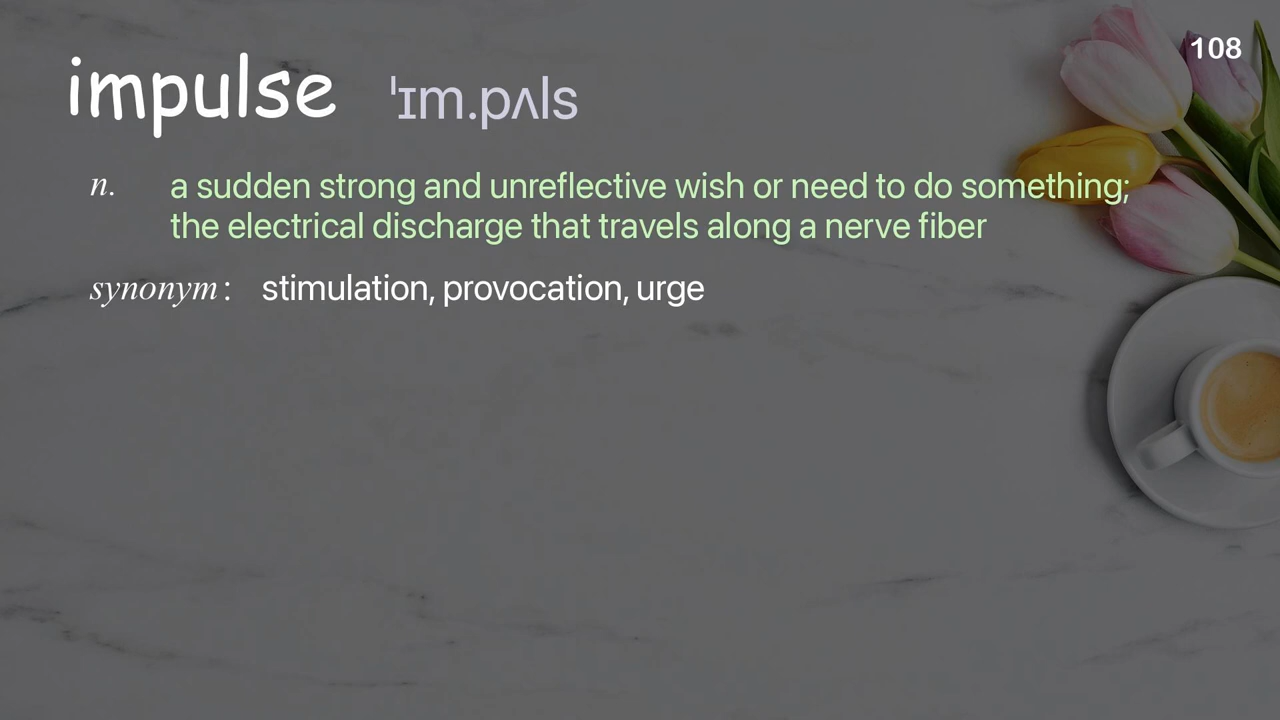 108
impulse ˈɪm.pʌls
n. a sudden strong and unreflective wish or need to do something;
the electrical discharge that travels along a nerve fiber
synonym: stimulation, provocation, urge